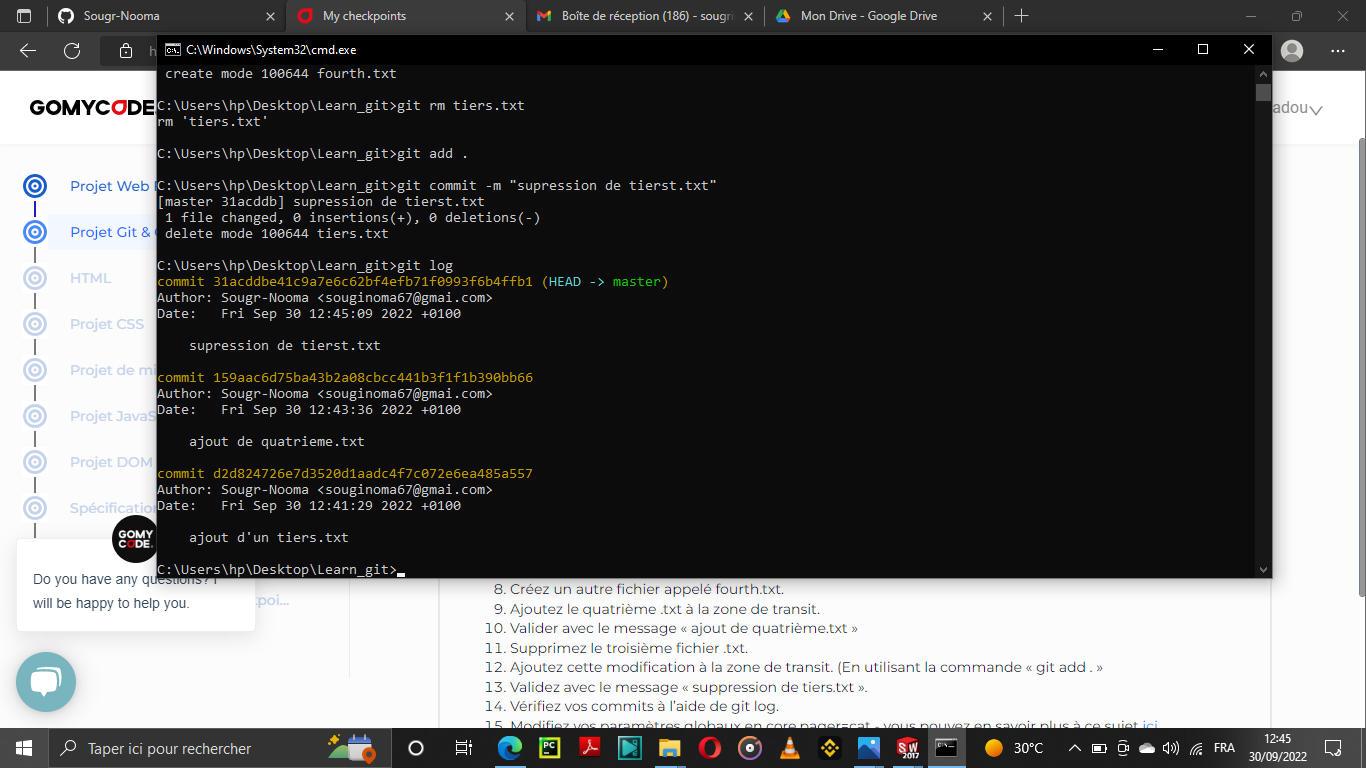 Sougr-Nooma
My checkpoints
Boîte de réception (186) - sougri
Mon Drive - Google Drive
C:\Windows\System32\cmd.exe
create mode 100644 fourth.txt
C:\Users\hp\Desktop\Learn_git>git rm tiers.txt
rm 'tiers.txt'
C:\Users\hp\Desktop\Learn_git>git add .
C:\Users\hp\Desktop\Learn_git>git commit -m "supression de tierst.txt"
[master 31acddb] supression de tierst.txt
1 file changed, 0 insertions(+), 0 deletions(-)
delete mode 100644 tiers.txt
C:\Users\hp\Desktop\Learn_git>git log
commit 31acddbe41c9a7e6c62bf4efb71f0993f6b4ffb1 (HEAD -> master)
Author: Sougr-Nooma <souginoma67@gmai.com>
Date:   Fri Sep 30 12:45:09 2022 +0100
supression de tierst.txt
commit 159aac6d75ba43b2a08cbcc441b3f1f1b390bb66
Author: Sougr-Nooma <souginoma67@gmai.com>
Date:   Fri Sep 30 12:43:36 2022 +0100
ajout de quatrieme.txt
commit d2d824726e7d3520d1aadc4f7c072e6ea485a557
Author: Sougr-Nooma <souginoma67@gmai.com>
Date:   Fri Sep 30 12:41:29 2022 +0100
ajout d'un tiers.txt
C:\Users\hp\Desktop\Learn_git>
GOMYCODE
adou
Projet Web
Projet Git &
HTML
Projet CSS
Projet de m
Projet JavaS
Projet DOM
Spécification
GOMY
CODE.
Do you have any questions? I
will be happy to help you.
kpoi...
8. Créez un autre fichier appelé fourth.txt.
9. Ajoutez le quatrième .txt à la zone de transit.
10. Valider avec le message « ajout de quatrième.txt »
11. Supprimez le troisième fichier .txt.
12. Ajoutez cette modification à la zone de transit. (En utilisant la commande « git add . »
13. Validez avec le message « suppression de tiers.txt ».
14. Vérifiez vos commits à l'aide de git log.
15. Modifiez vos paramètres globaux en core.pager=cat - vous pouvez en savoir plus à ce sujet ici
Taper ici pour rechercher
PC
SW
2017
30°C
FRA
12:45
30/09/2022